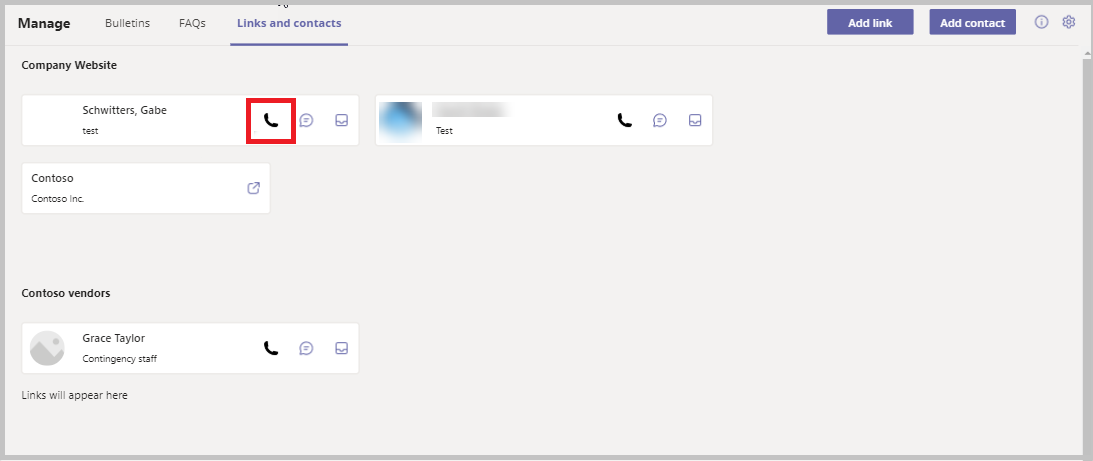 Manage Bulletins FAQs Links and contacts Add link Add contact
Company Website
Schwitters, Gabe
test
Test
Contoso
Contoso Inc.
Contoso vendors
Grace Taylor
Contingency staff
Links will appear here